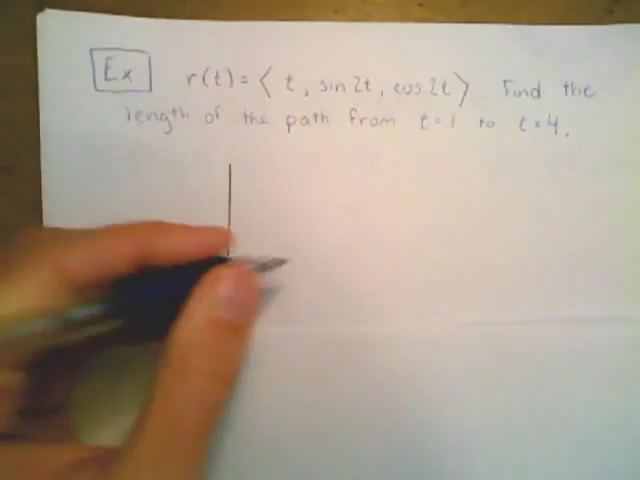 Ex r(t) = ⟨ t , sin 2t , cos 2t ⟩ Find the
length of the path from t=1 to t=4.